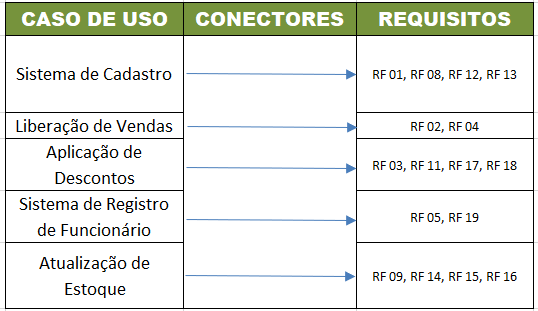 CASO DE USO CONECTORES REQUISITOS
Sistema de Cadastro RF 01, RF 08, RF 12, RF 13
Liberação de Vendas RF 02, RF 04
Aplicação de
Descontos RF 03, RF 11, RF 17, RF 18
Sistema de Registro
de Funcionário RF 05, RF 19
Atualização de
Estoque RF 09, RF 14, RF 15, RF 16